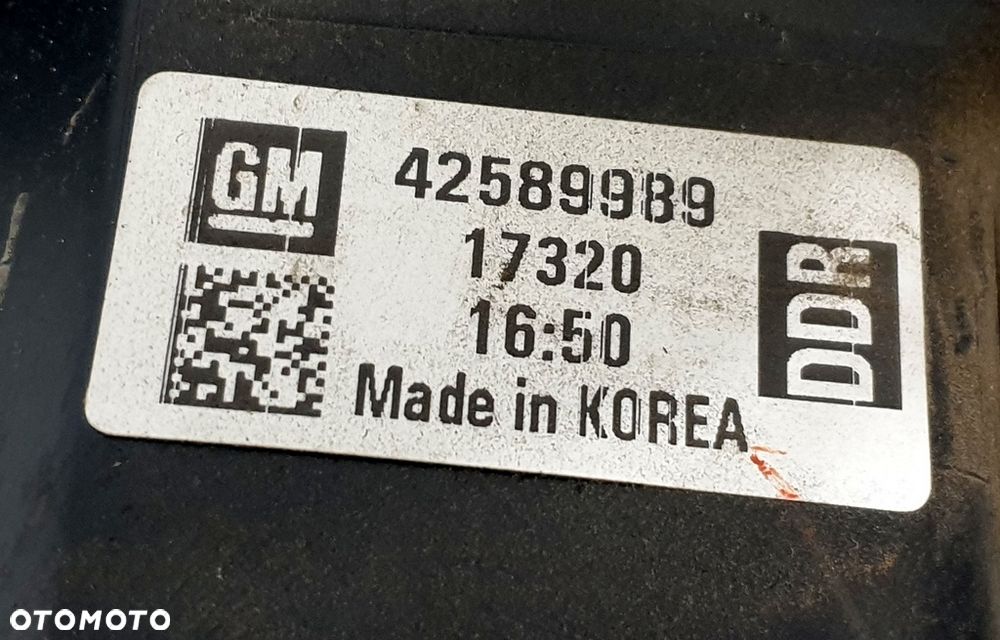 GM
42589989
17320
16:50
Made in KOREA
DDR
OTOMOTO